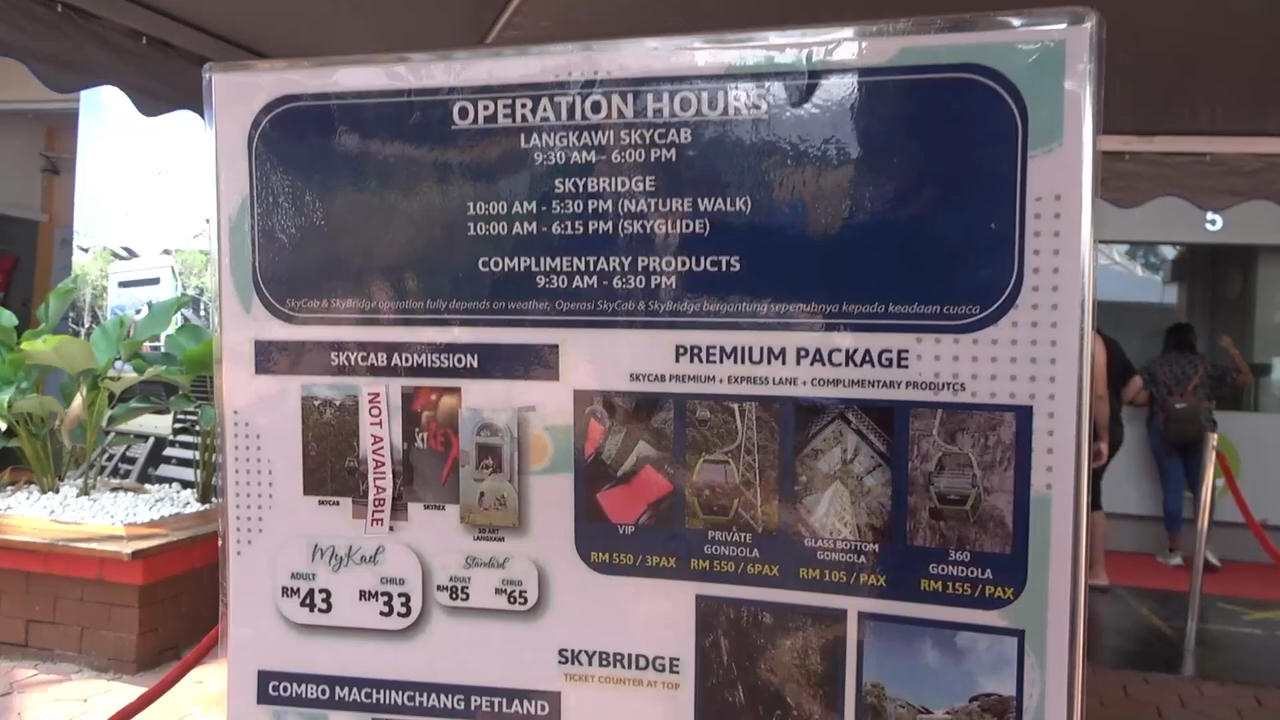 OPERATION HOURS
LANGKAWI SKYCAB
9:30 AM - 6:00 PM
SKYBRIDGE
10:00 AM - 5:30 PM (NATURE WALK)
10:00 AM - 6:15 PM (SKYGLIDE)
COMPLIMENTARY PRODUCTS
9:30 AM - 6:30 PM
SkyCab & SkyBridge operation fully depends on weather, Operasi SkyCab & SkyBridge bergantung sepenuhnya kepada keadaan cuaca
5
SKYCAB ADMISSION
NOT AVAILABLE
SKYREX
SKYCAB
SKYREX
3D ART
LANGKAWI
MyKad
ADULT
RM43
CHILD
RM33
Standard
ADULT
RM85
CHILD
RM65
PREMIUM PACKAGE
SKYCAB PREMIUM + EXPRESS LANE + COMPLIMENTARY PRODUTCS
VIP
RM 550 / 3PAX
PRIVATE
GONDOLA
RM 550 / 6PAX
GLASS BOTTOM
GONDOLA
RM 105 / PAX
360
GONDOLA
RM 155 / PAX
SKYBRIDGE
TICKET COUNTER AT TOP
COMBO MACHINCHANG PETLAND